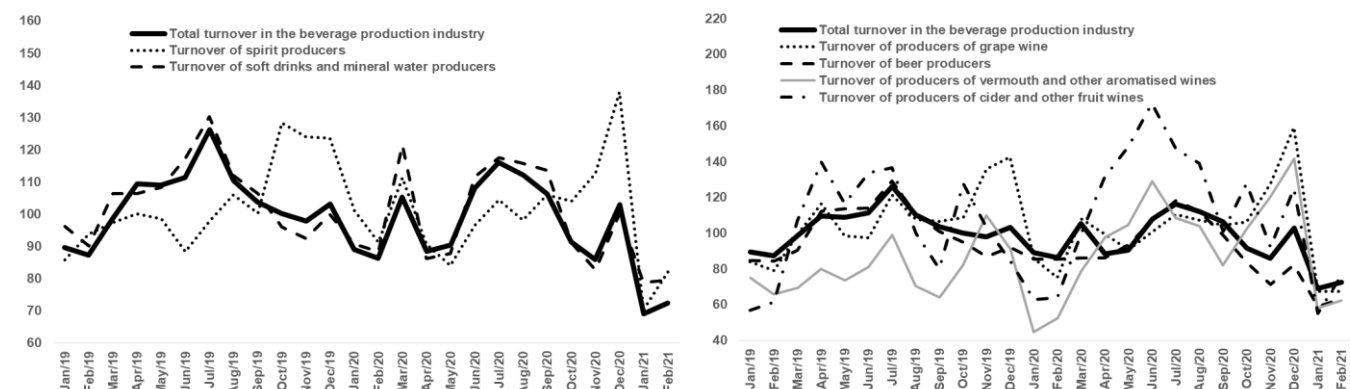 160
150
140
130
120
110
100
90
80
70
60
Total turnover in the beverage production industry
Turnover of spirit producers
Turnover of soft drinks and mineral water producers
Jan/19
Feb/19
Mar/19
Apr/19
May/19
Jun/19
Jul/19
Aug/19
Sep/19
Oct/19
Nov/19
Dec/19
Jan/20
Feb/20
Mar/20
Apr/20
May/20
Jun/20
Jul/20
Aug/20
Sep/20
Oct/20
Nov/20
Dec/20
Jan/21
Feb/21
220
200
180
160
140
120
100
80
60
40
Total turnover in the beverage production industry
Turnover of producers of grape wine
Turnover of beer producers
Turnover of producers of vermouth and other aromatised wines
Turnover of producers of cider and other fruit wines
Jan/19
Feb/19
Mar/19
Apr/19
May/19
Jun/19
Jul/19
Aug/19
Sep/19
Oct/19
Nov/19
Dec/19
Jan/20
Feb/20
Mar/20
Apr/20
May/20
Jun/20
Jul/20
Aug/20
Sep/20
Oct/20
Nov/20
Dec/20
Jan/21
Feb/21